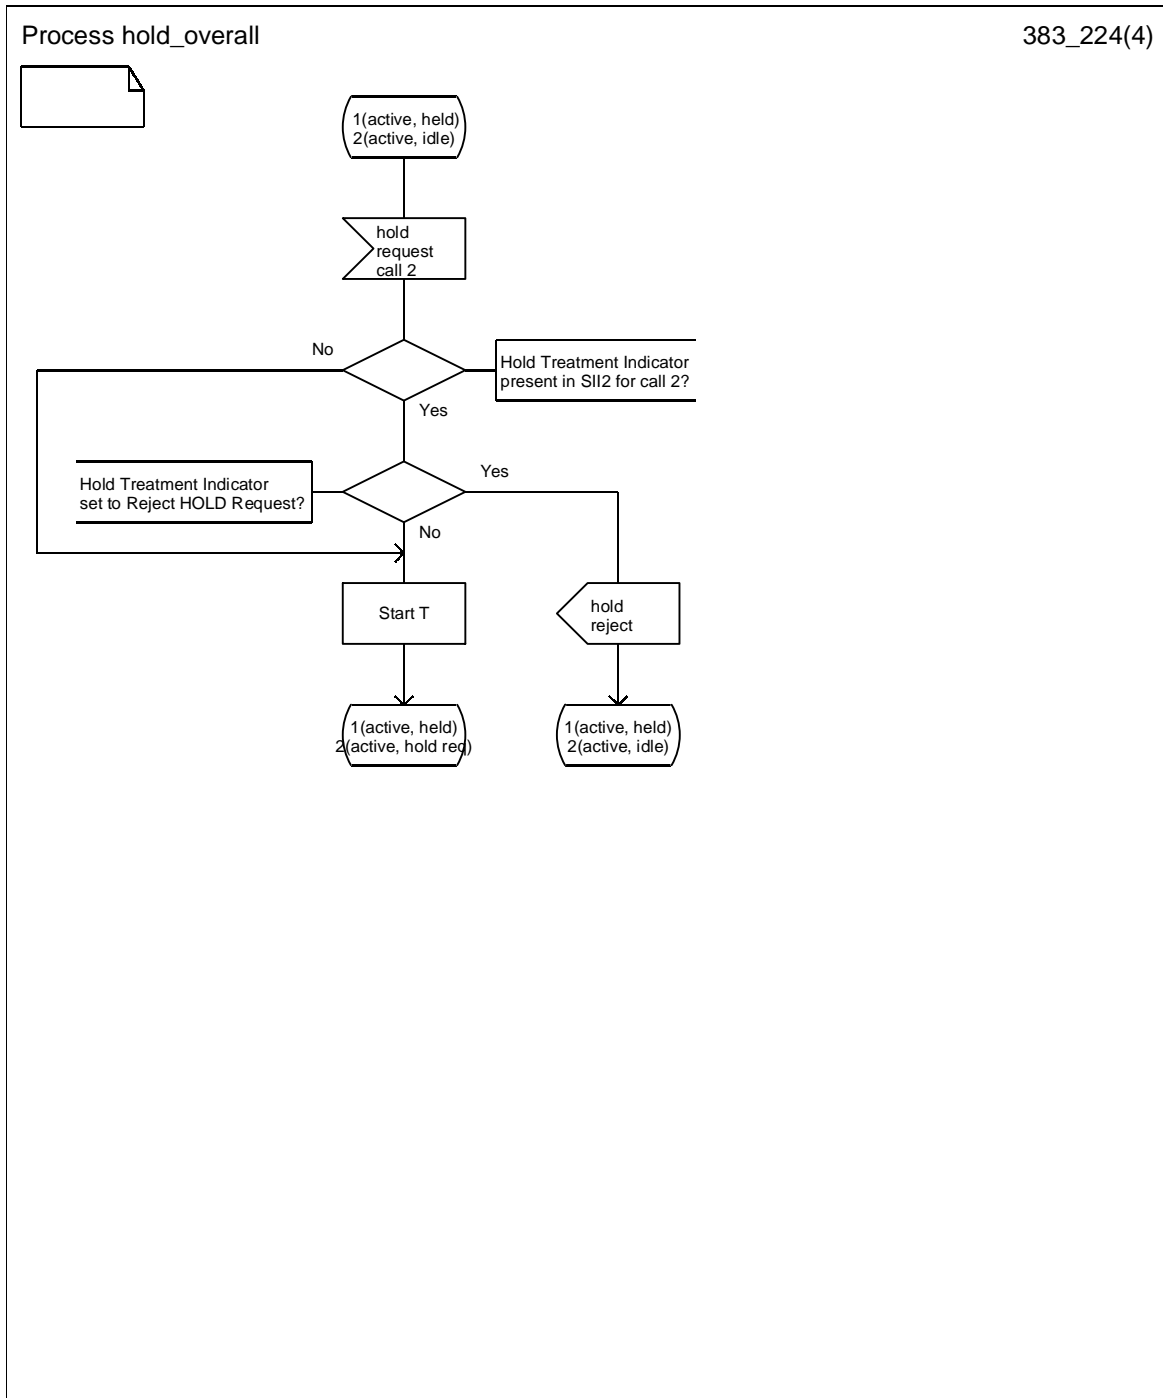 Process hold_overall
383_224(4)
1(active, held)
2(active, idle)
hold
request
call 2
No
Hold Treatment Indicator
present in SII2 for call 2?
Yes
Hold Treatment Indicator
set to Reject HOLD Request?
Yes
No
Start T
hold
reject
1(active, held)
2(active, hold req)
1(active, held)
2(active, idle)